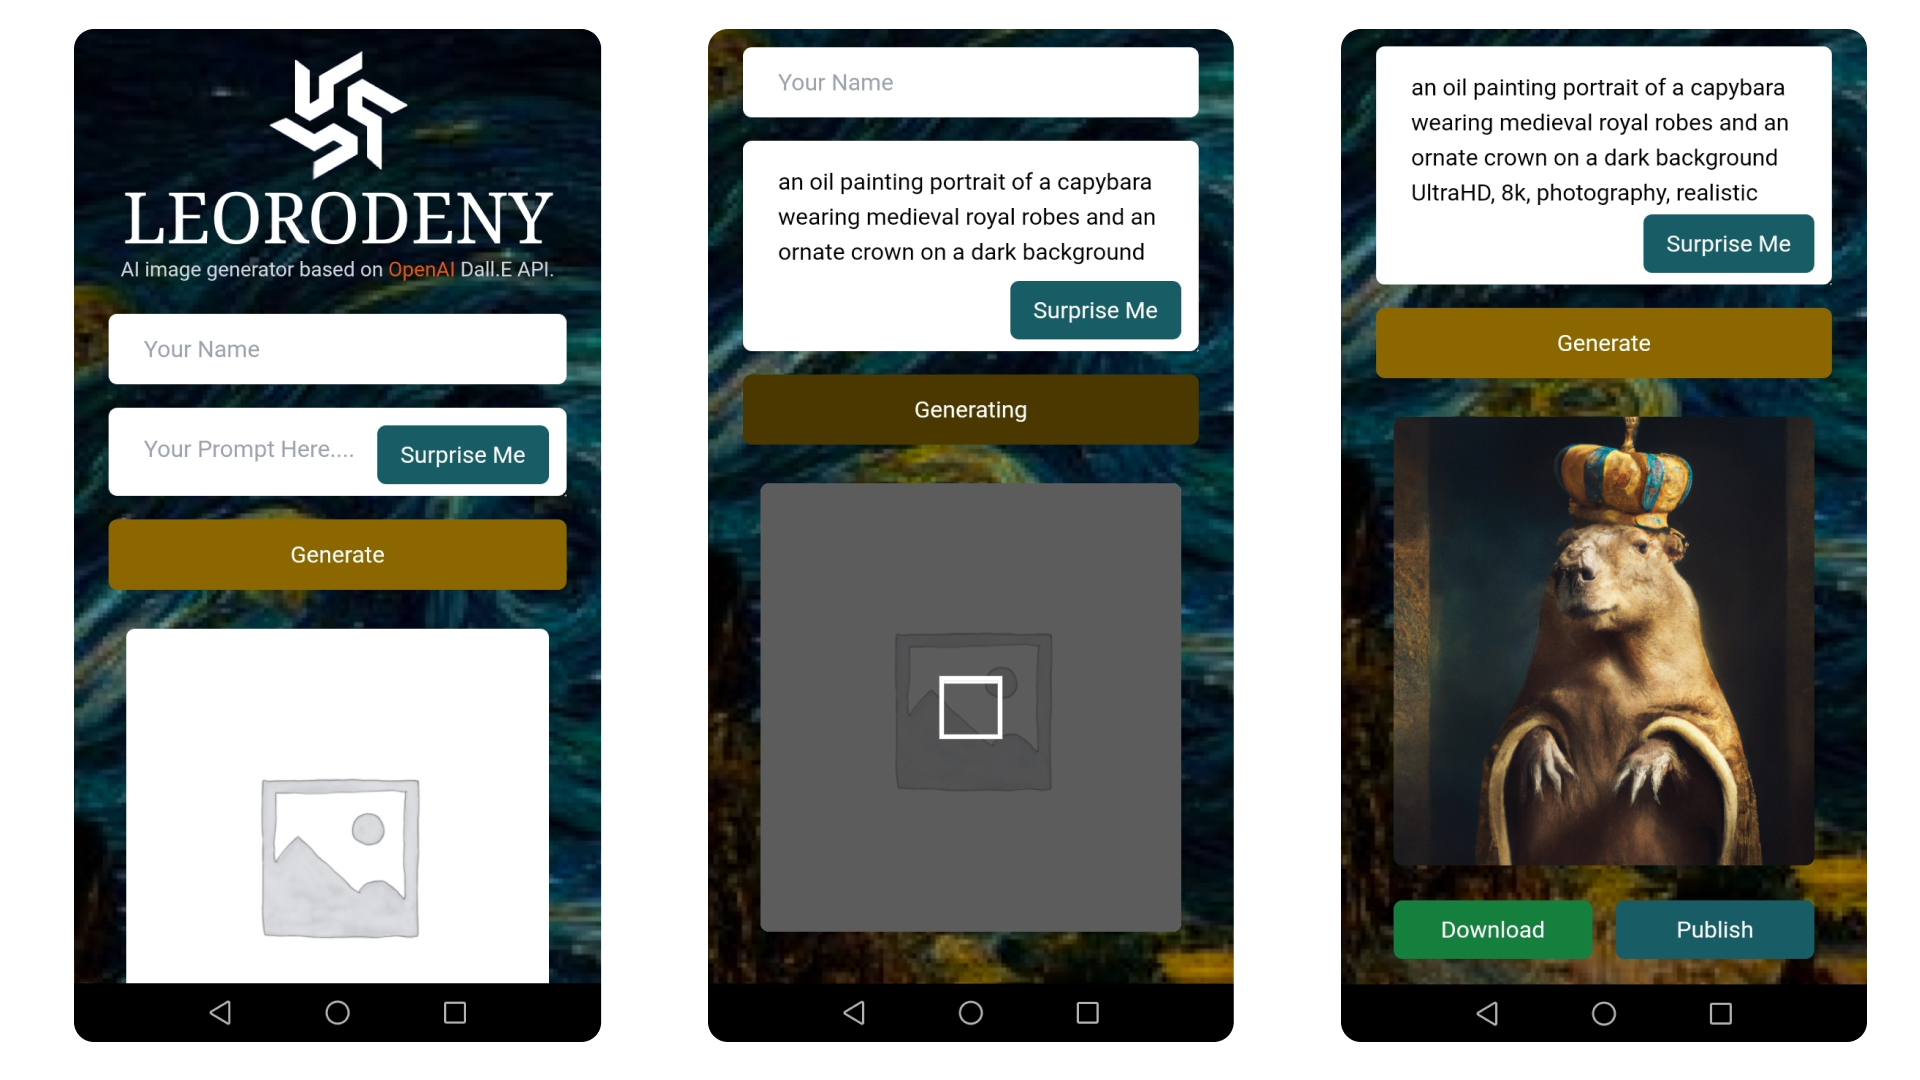 LEORODENY
AI image generator based on OpenAI Dall.E API.
Your Name
Your Prompt Here....
Surprise Me
Generate
Your Name
an oil painting portrait of a capybara
wearing medieval royal robes and an
ornate crown on a dark background
Surprise Me
Generating
an oil painting portrait of a capybara
wearing medieval royal robes and an
ornate crown on a dark background
UltraHD, 8k, photography, realistic
Surprise Me
Generate
Download
Publish